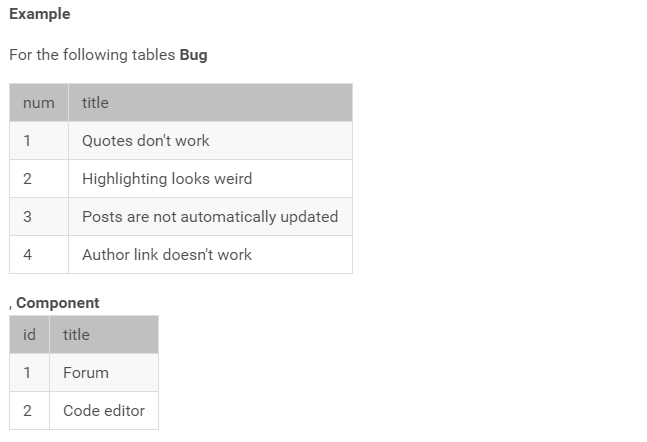 Example
For the following tables Bug
num title
1 Quotes don't work
2 Highlighting looks weird
3 Posts are not automatically updated
4 Author link doesn't work
, Component
id title
1 Forum
2 Code editor